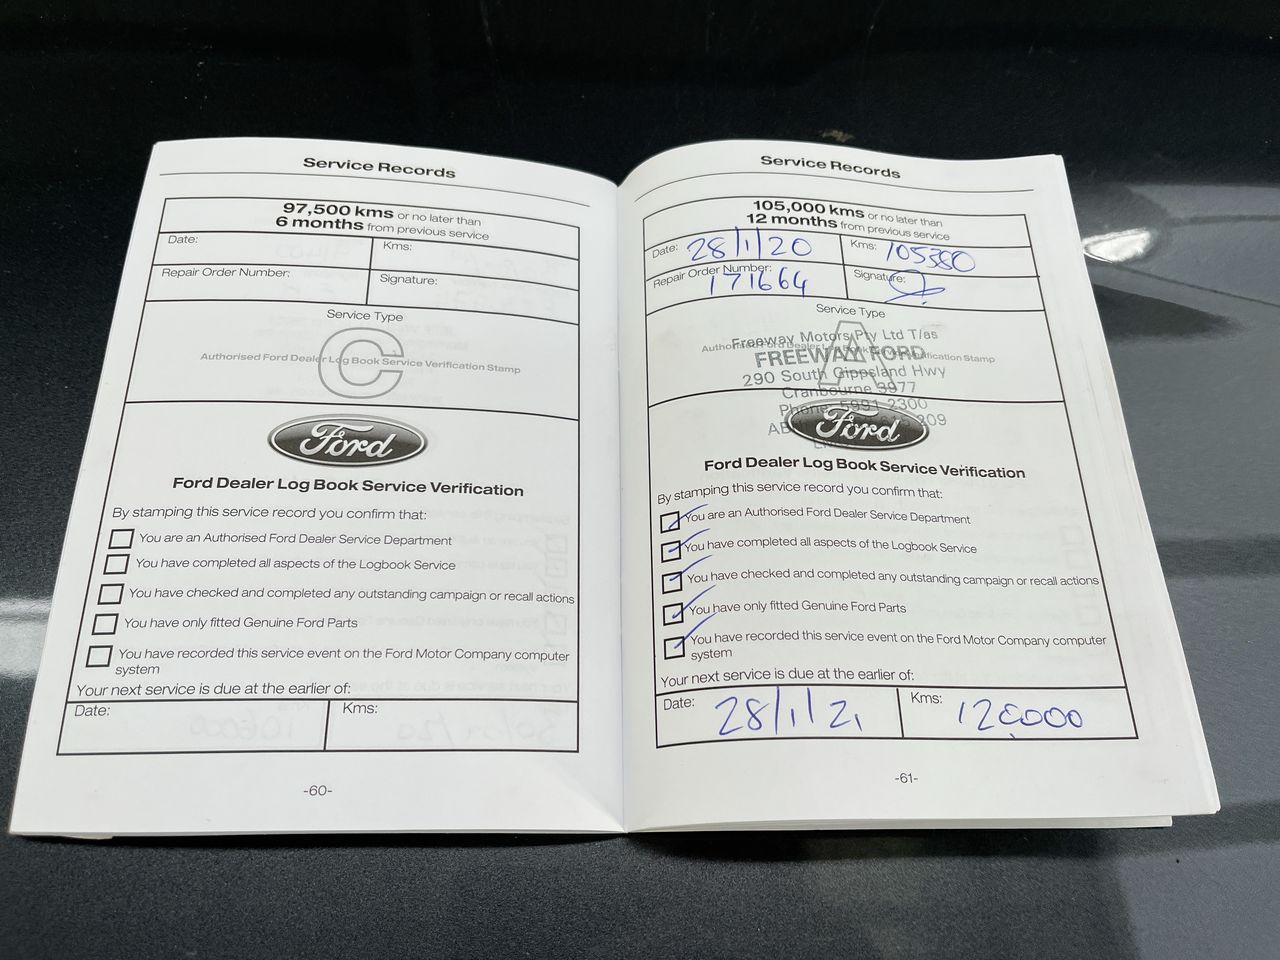 Service Records
97,500 kms or no later than
6 months from previous service
Date:
Kms:
Repair Order Number:
Signature:
Service Type
C
Authorised Ford Dealer Log Book Service Verification Stamp
Ford
Ford Dealer Log Book Service Verification
By stamping this service record you confirm that:
You are an Authorised Ford Dealer Service Department
You have completed all aspects of the Logbook Service
You have checked and completed any outstanding campaign or recall actions
You have only fitted Genuine Ford Parts
You have recorded this service event on the Ford Motor Company computer
system
Your next service is due at the earlier of:
Date:
Kms:
-60-
Service Records
105,000 kms or no later than
12 months from previous service
Date: 28/1/20
Kms: 105380
Repair Order Number: 171664
Signature:
Service Type
A
Freeway Motors Pty Ltd T/as
FREEWAY FORD
290 South Gippsland Hwy
Cranbourne 3977
Phone: 5991 2300
Ford
Ford Dealer Log Book Service Verification
By stamping this service record you confirm that:
You are an Authorised Ford Dealer Service Department
You have completed all aspects of the Logbook Service
You have checked and completed any outstanding campaign or recall actions
You have only fitted Genuine Ford Parts
You have recorded this service event on the Ford Motor Company computer
system
Your next service is due at the earlier of:
Date: 28/1/21
Kms:
-61-